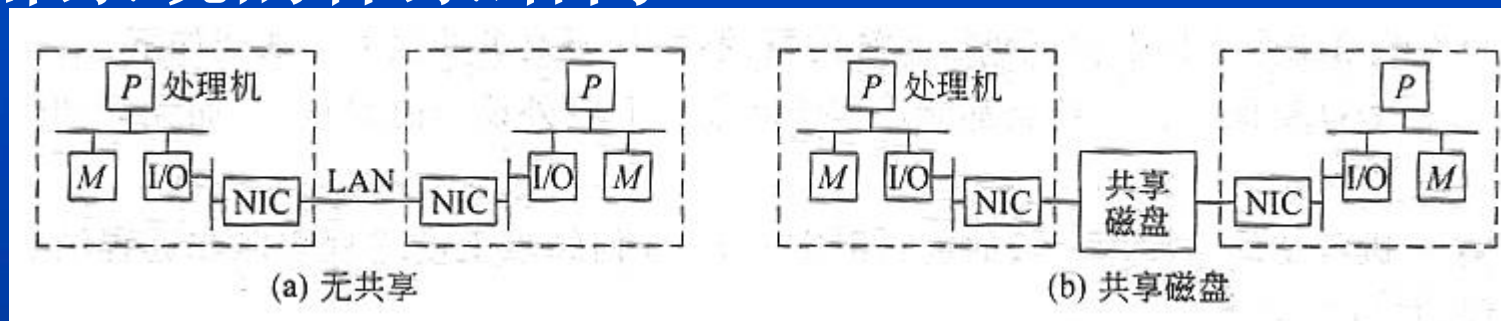 P 处理机 P P 处理机 P
M I/O I/O M M I/O 共享 I/O M
NIC LAN NIC NIC 磁盘 NIC
(a) 无共享 (b) 共享磁盘